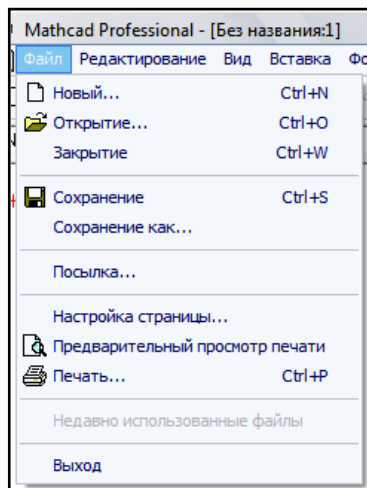 Mathcad Professional - [Без названия:1]
Файл Редактирование Вид Вставка Фо
Новый... Ctrl+N
Открытие... Ctrl+O
Закрытие Ctrl+W
Сохранение Ctrl+S
Сохранение как...
Посылка...
Настройка страницы...
Предварительный просмотр печати
Печать... Ctrl+P
Недавно использованные файлы
Выход